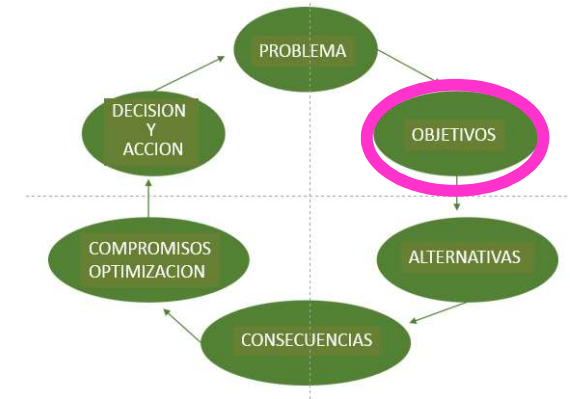 PROBLEMA
OBJETIVOS
ALTERNATIVAS
CONSECUENCIAS
COMPROMISOS
OPTIMIZACION
DECISION
Y
ACCION